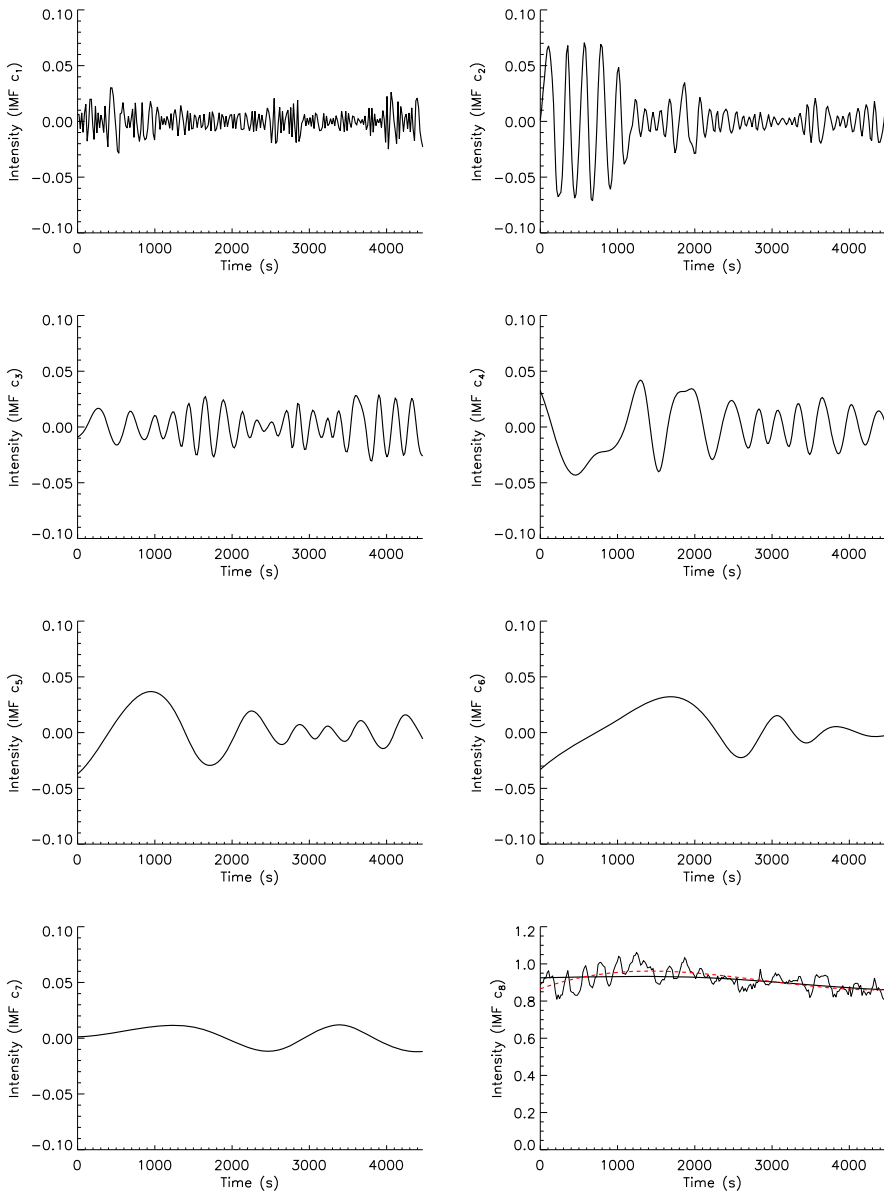 0.10
0.05
0.00
−0.05
−0.10
Intensity (IMF c1)
0 1000 2000 3000 4000
Time (s)
0.10
0.05
0.00
−0.05
−0.10
Intensity (IMF c2)
0 1000 2000 3000 4000
Time (s)
0.10
0.05
0.00
−0.05
−0.10
Intensity (IMF c3)
0 1000 2000 3000 4000
Time (s)
0.10
0.05
0.00
−0.05
−0.10
Intensity (IMF c4)
0 1000 2000 3000 4000
Time (s)
0.10
0.05
0.00
−0.05
−0.10
Intensity (IMF c5)
0 1000 2000 3000 4000
Time (s)
0.10
0.05
0.00
−0.05
−0.10
Intensity (IMF c6)
0 1000 2000 3000 4000
Time (s)
0.10
0.05
0.00
−0.05
−0.10
Intensity (IMF c7)
0 1000 2000 3000 4000
Time (s)
1.2
1.0
0.8
0.6
0.4
0.2
0.0
Intensity (IMF c8)
0 1000 2000 3000 4000
Time (s)